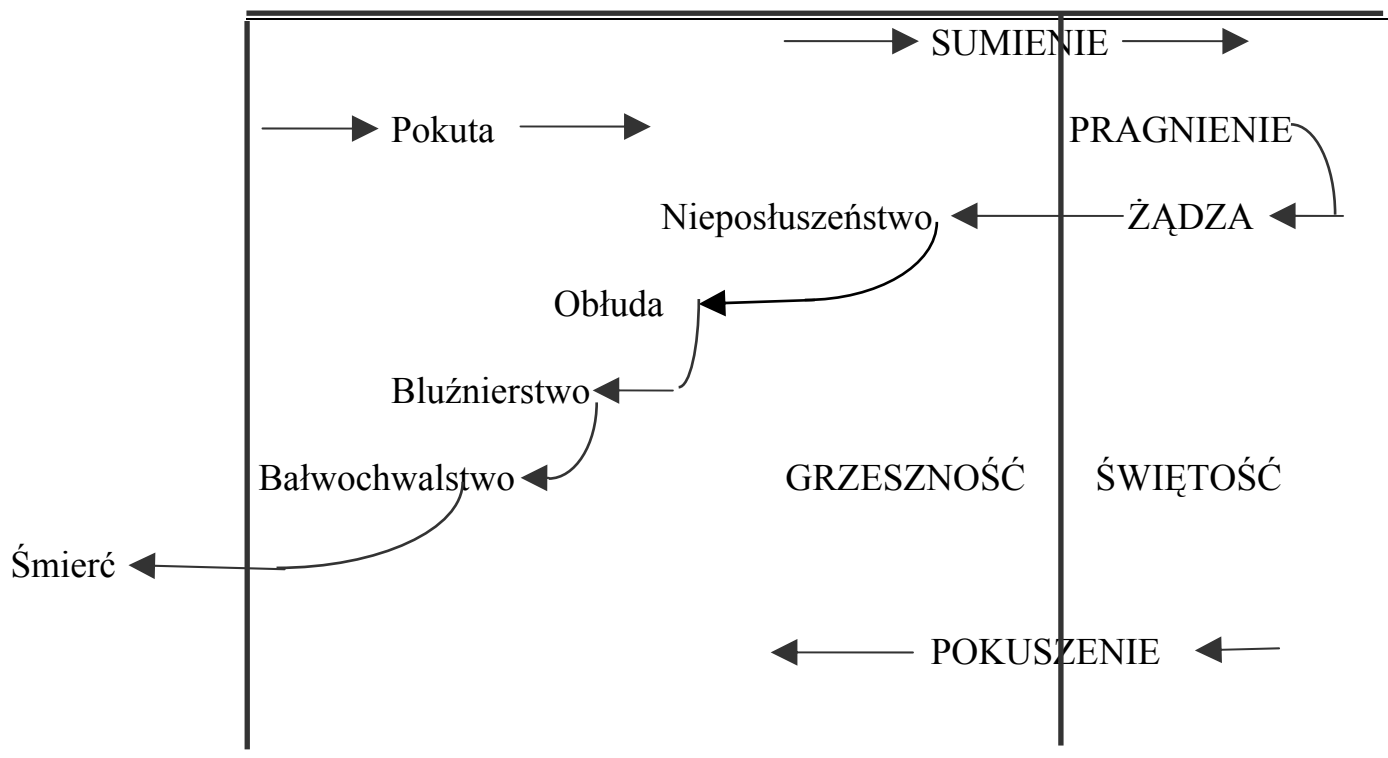 SUMIENIE
Pokuta PRAGNIENIE
Nieposłuszeństwo ŻĄDZA
Obłuda
Bluźnierstwo
Bałwochwalstwo GRZESZNOŚĆ ŚWIĘTOŚĆ
Śmierć
POKUSZENIE